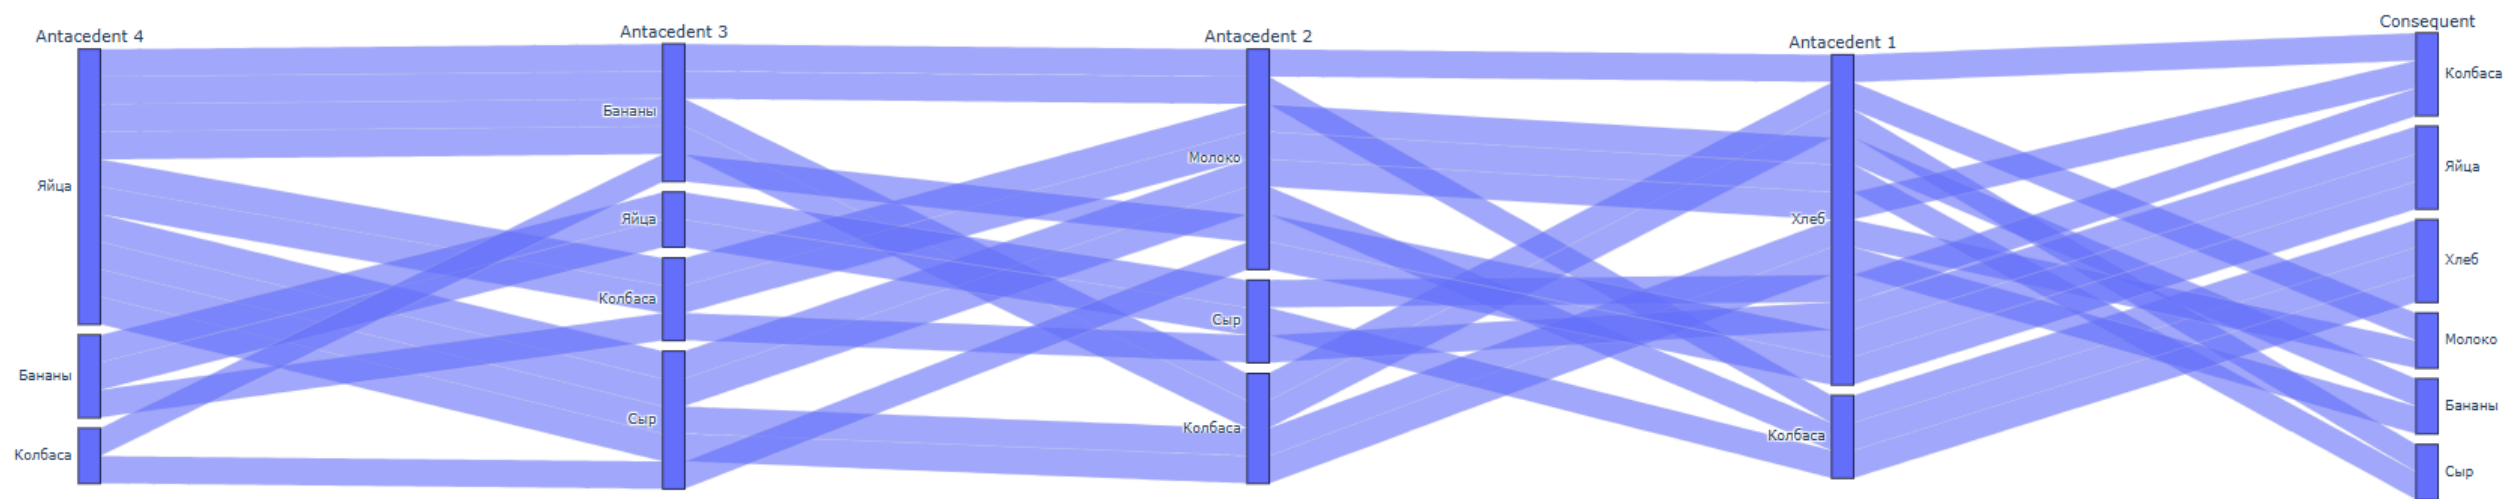 Antacedent 4
Яйца
Бананы
Колбаса
Antacedent 3
Бананы
Яйца
Колбаса
Сыр
Antacedent 2
Молоко
Сыр
Колбаса
Antacedent 1
Хлеб
Колбаса
Consequent
Колбаса
Яйца
Хлеб
Молоко
Бананы
Сыр